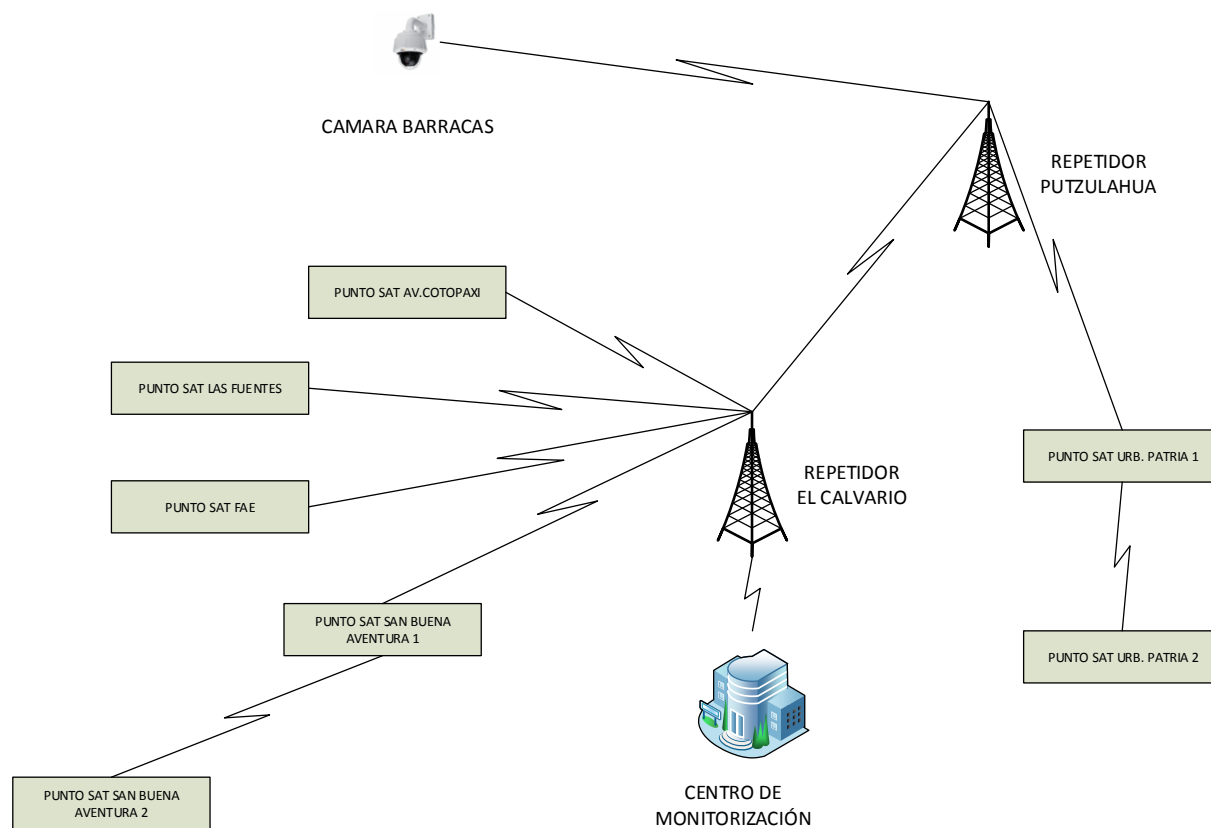 CAMARA BARRACAS
REPETIDOR
PUTZULAHUA
PUNTO SAT AV.COTOPAXI
PUNTO SAT LAS FUENTES
PUNTO SAT URB. PATRIA 1
REPETIDOR
EL CALVARIO
PUNTO SAT FAE
PUNTO SAT SAN BUENA
AVENTURA 1
PUNTO SAT URB. PATRIA 2
PUNTO SAT SAN BUENA
AVENTURA 2
CENTRO DE
MONITORIZACIÓN